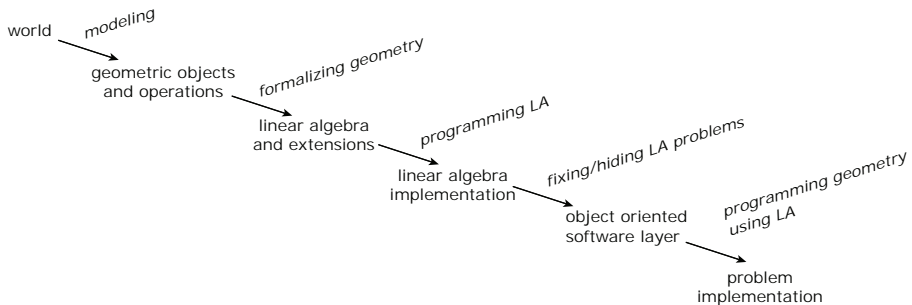 world
modeling
geometric objects
and operations
formalizing geometry
linear algebra
and extensions
programming LA
linear algebra
implementation
fixing/hiding LA problems
object oriented
software layer
programming geometry
using LA
problem
implementation